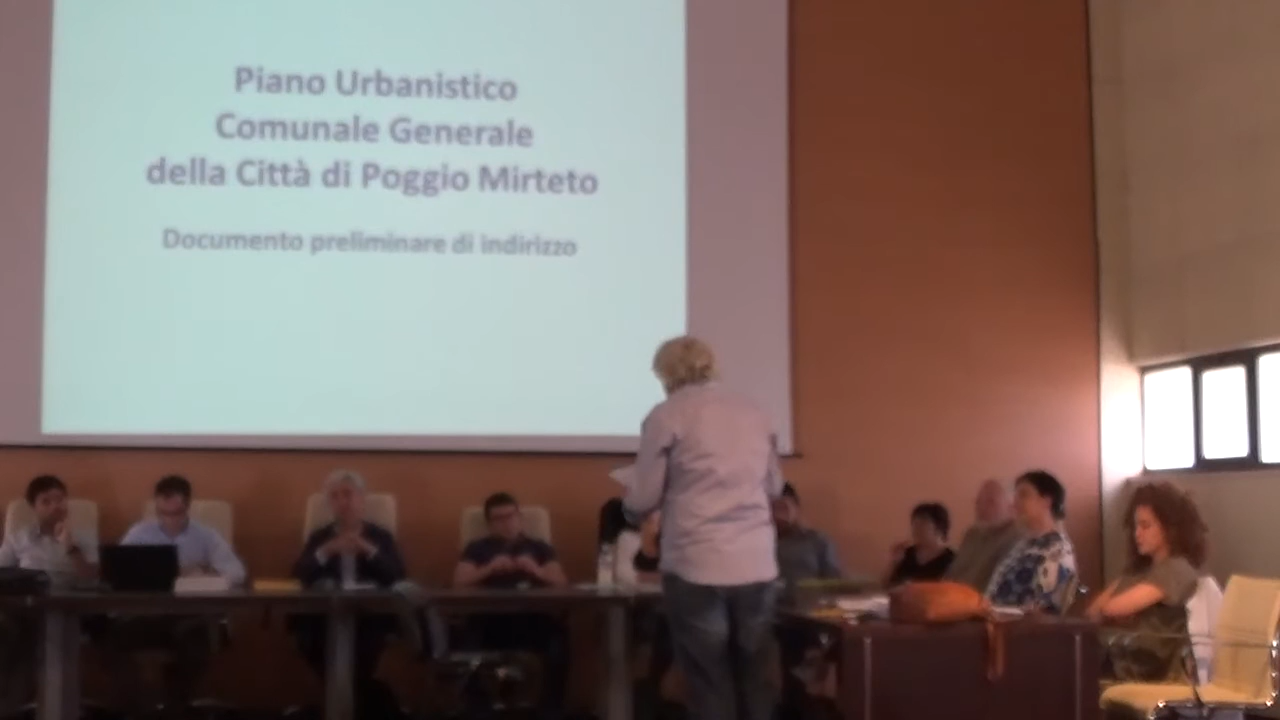 Piano Urbanistico
Comunale Generale
della Città di Poggio Mirteto
Documento preliminare di indirizzo